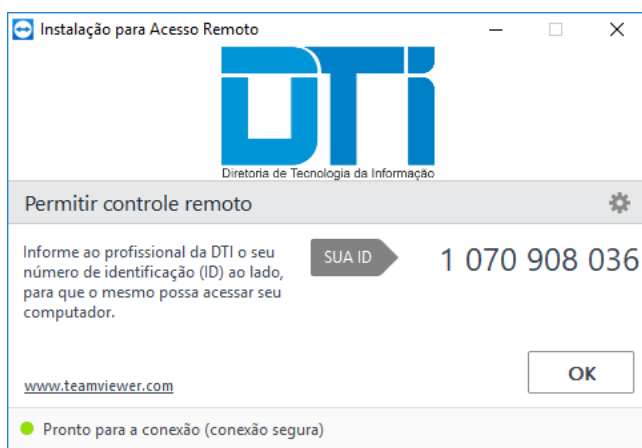 Instalação para Acesso Remoto
DTI
Diretoria de Tecnologia da Informação
Permitir controle remoto
Informe ao profissional da DTI o seu
número de identificação (ID) ao lado,
para que o mesmo possa acessar seu
computador.
SUA ID
1 070 908 036
www.teamviewer.com
OK
Pronto para a conexão (conexão segura)